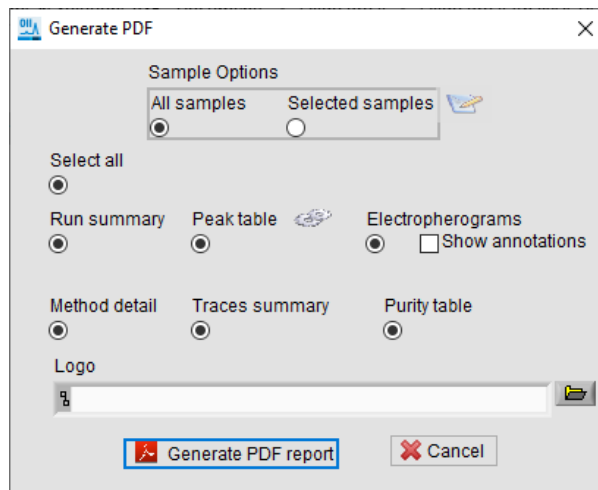 Generate PDF
Sample Options
All samples Selected samples
Select all
Run summary Peak table Electropherograms
Show annotations
Method detail Traces summary Purity table
Logo
Generate PDF report Cancel